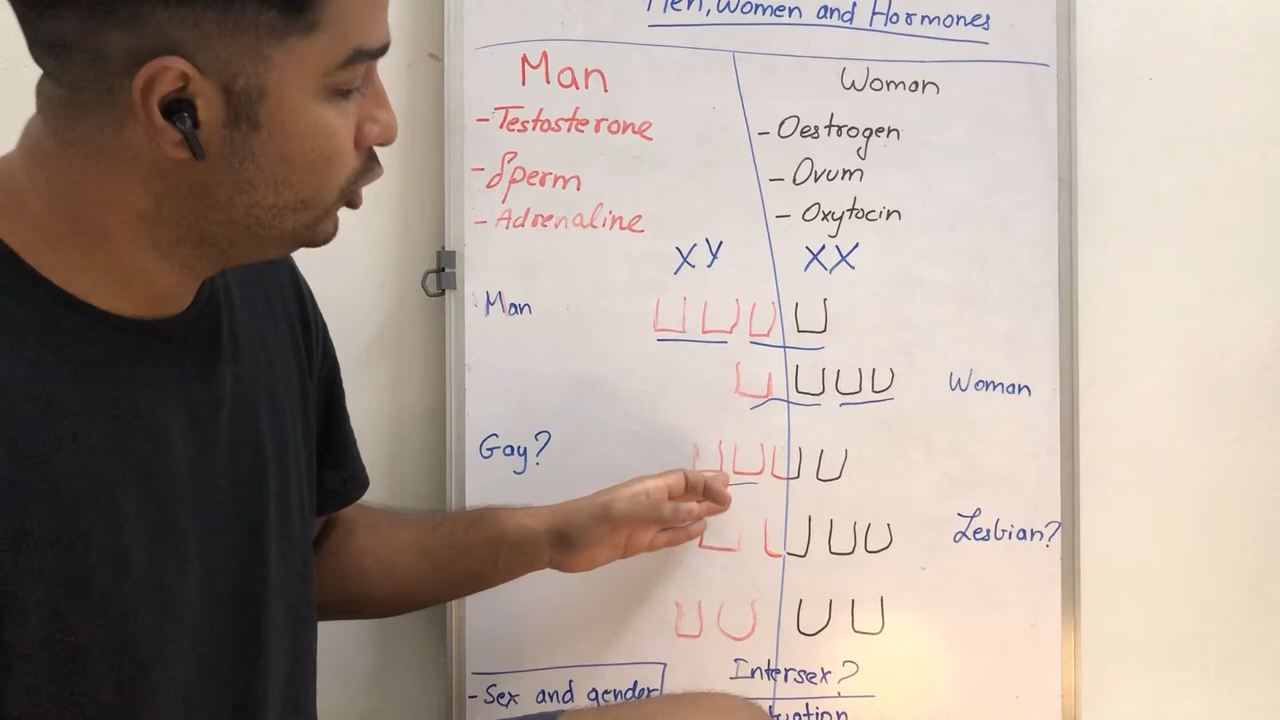 Men, Women and Hormones
Man
Woman
-Testosterone
- Oestrogen
-Sperm
- Ovum
- Adrenaline
- Oxytocin
XY
XX
Man
Woman
Gay?
Lesbian?
Intersex?
-Sex and gender